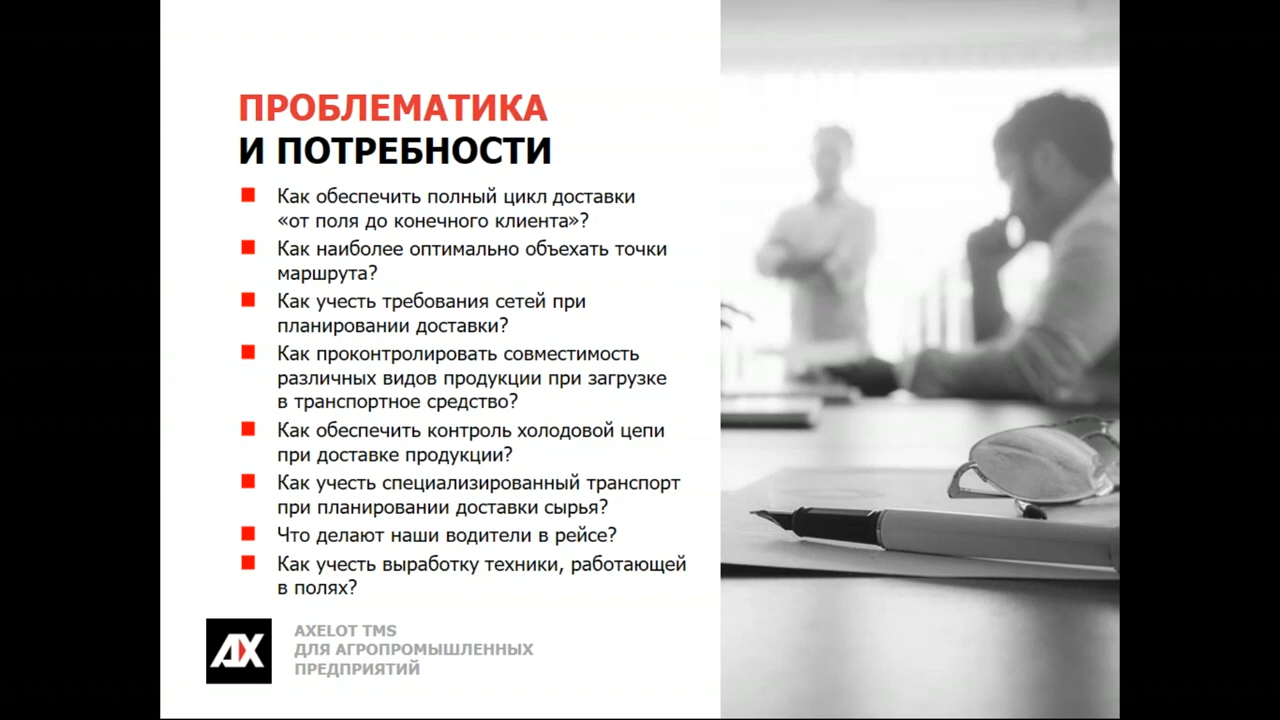 ПРОБЛЕМАТИКА
И ПОТРЕБНОСТИ
Как обеспечить полный цикл доставки
«от поля до конечного клиента»?
Как наиболее оптимально объехать точки
маршрута?
Как учесть требования сетей при
планировании доставки?
Как проконтролировать совместимость
различных видов продукции при загрузке
в транспортное средство?
Как обеспечить контроль холодовой цепи
при доставке продукции?
Как учесть специализированный транспорт
при планировании доставки сырья?
Что делают наши водители в рейсе?
Как учесть выработку техники, работающей
в полях?
AX
AXELOT TMS
ДЛЯ АГРОПРОМЫШЛЕННЫХ
ПРЕДПРИЯТИЙ